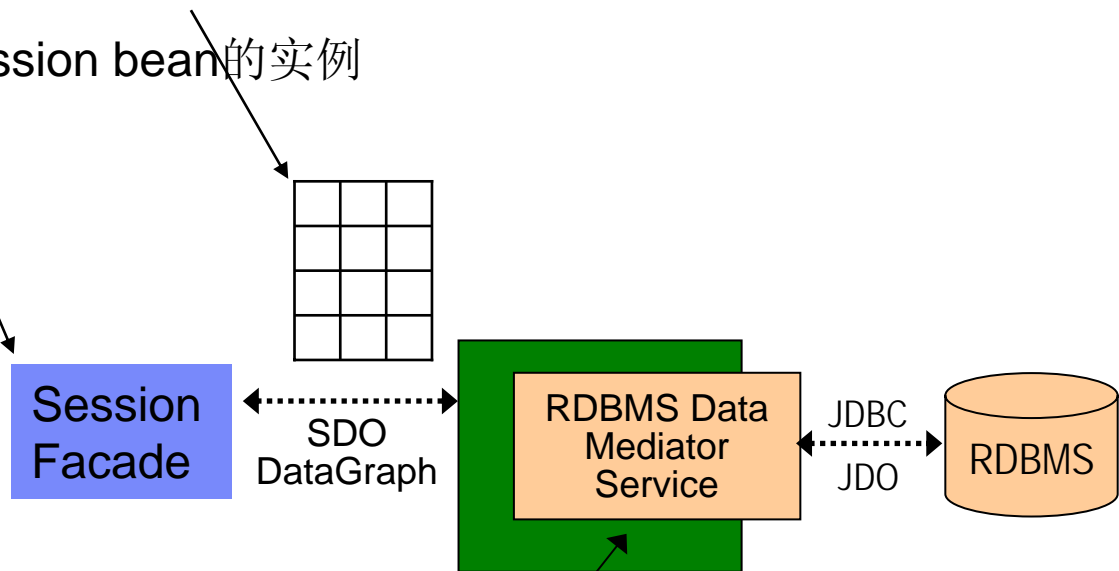 ssion bean的实例
Session
Facade
SDO
DataGraph
RDBMS Data
Mediator
Service
JDBC
JDO
RDBMS